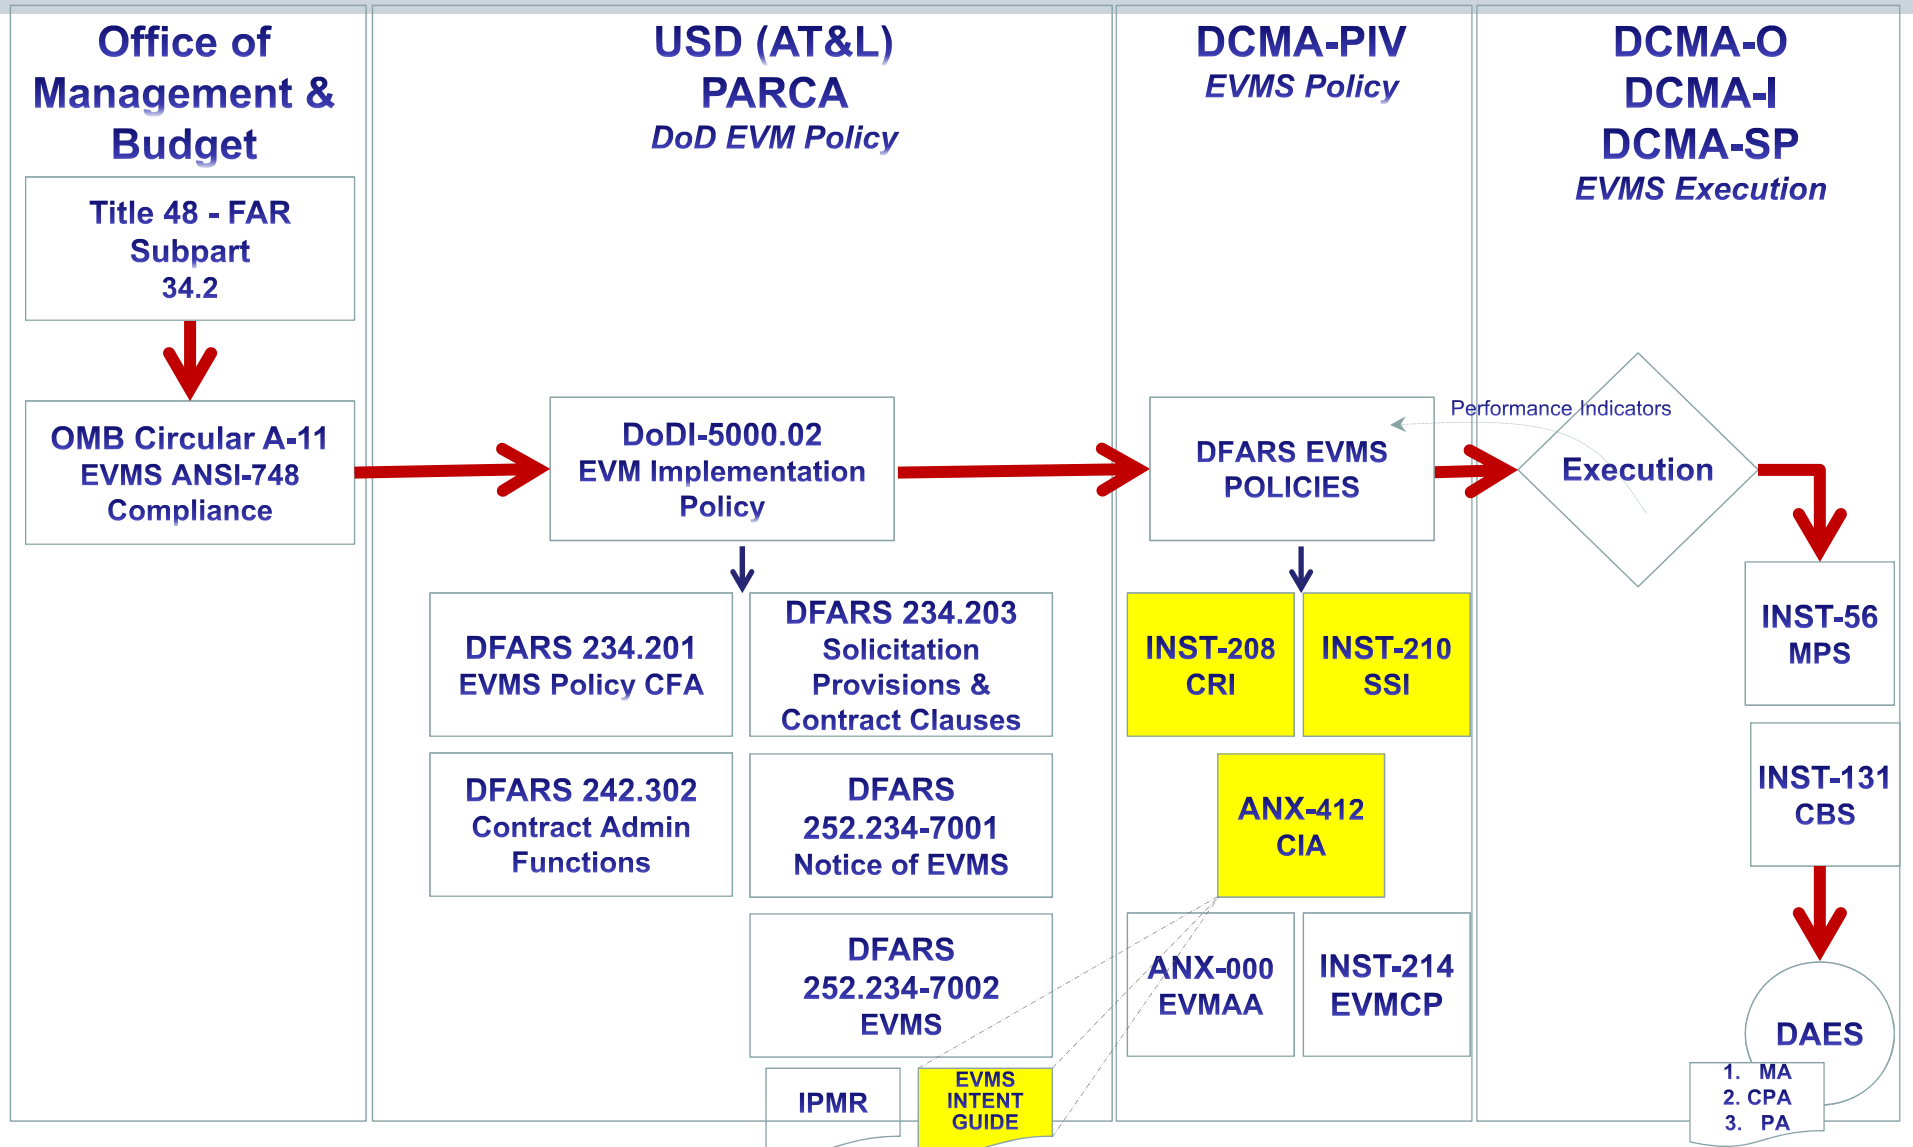 Office of
Management &
Budget
Title 48 - FAR
Subpart
34.2
OMB Circular A-11
EVMS ANSI-748
Compliance
USD (AT&L)
PARCA
DoD EVM Policy
DoDI-5000.02
EVM Implementation
Policy
DFARS 234.201
EVMS Policy CFA
DFARS 234.203
Solicitation
Provisions &
Contract Clauses
DFARS 242.302
Contract Admin
Functions
DFARS
252.234-7001
Notice of EVMS
DFARS
252.234-7002
EVMS
IPMR
EVMS
INTENT
GUIDE
DCMA-PIV
EVMS Policy
DFARS EVMS
POLICIES
INST-208
CRI
INST-210
SSI
ANX-412
CIA
ANX-000
EVMAA
INST-214
EVMCP
DCMA-O
DCMA-I
DCMA-SP
EVMS Execution
Performance Indicators
Execution
INST-56
MPS
INST-131
CBS
DAES
1. MA
2. CPA
3. PA